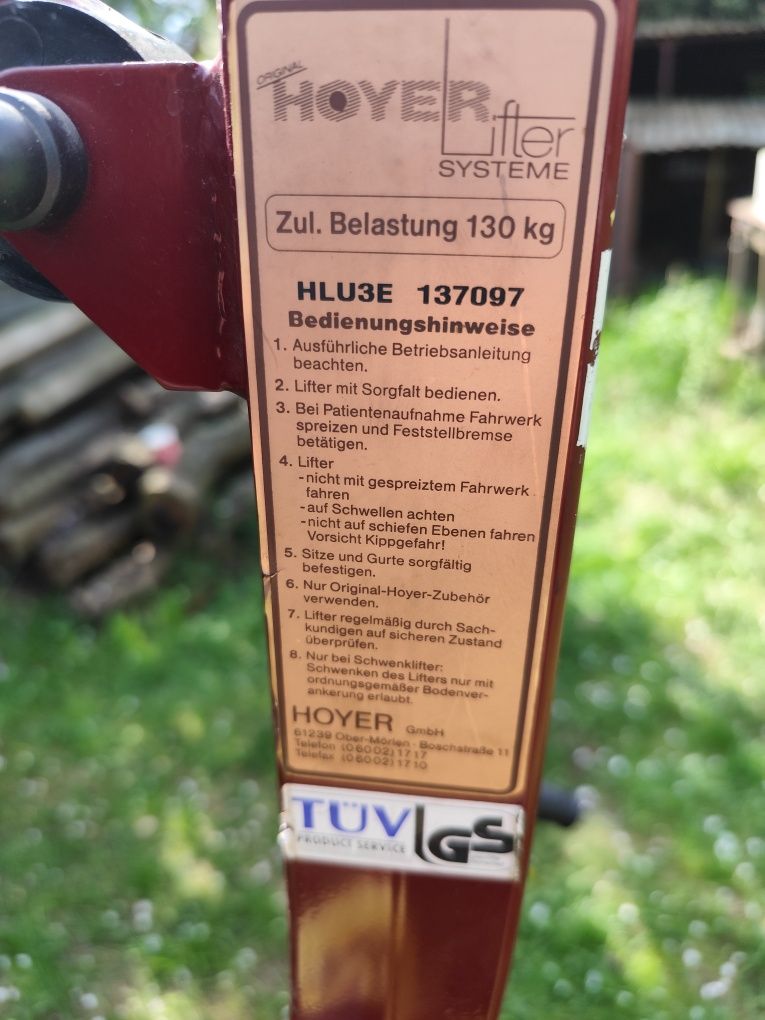 ORIGINAL
HOYER Lifter
SYSTEME
Zul. Belastung 130 kg
HLU3E 137097
Bedienungshinweise
1. Ausführliche Betriebsanleitung
beachten.
2. Lifter mit Sorgfalt bedienen.
3. Bei Patientenaufnahme Fahrwerk
spreizen und Feststellbremse
betätigen.
4. Lifter
-nicht mit gespreiztem Fahrwerk
fahren
-auf Schwellen achten
-nicht auf schiefen Ebenen fahren
Vorsicht Kippgefahr!
5. Sitze und Gurte sorgfältig
befestigen.
6. Nur Original-Hoyer-Zubehör
verwenden.
7. Lifter regelmäßig durch Sach-
kundigen auf sicheren Zustand
überprüfen.
8. Nur bei Schwenklifter:
Schwenken des Lifters nur mit
ordnungsgemäßer Bodenver-
ankerung erlaubt.
HOYER GmbH
61239 Ober-Mörlen · Boschstraße 11
Telefon (06002) 1717
Telefax (06002) 1710
TÜV GS
PRODUCT SERVICE